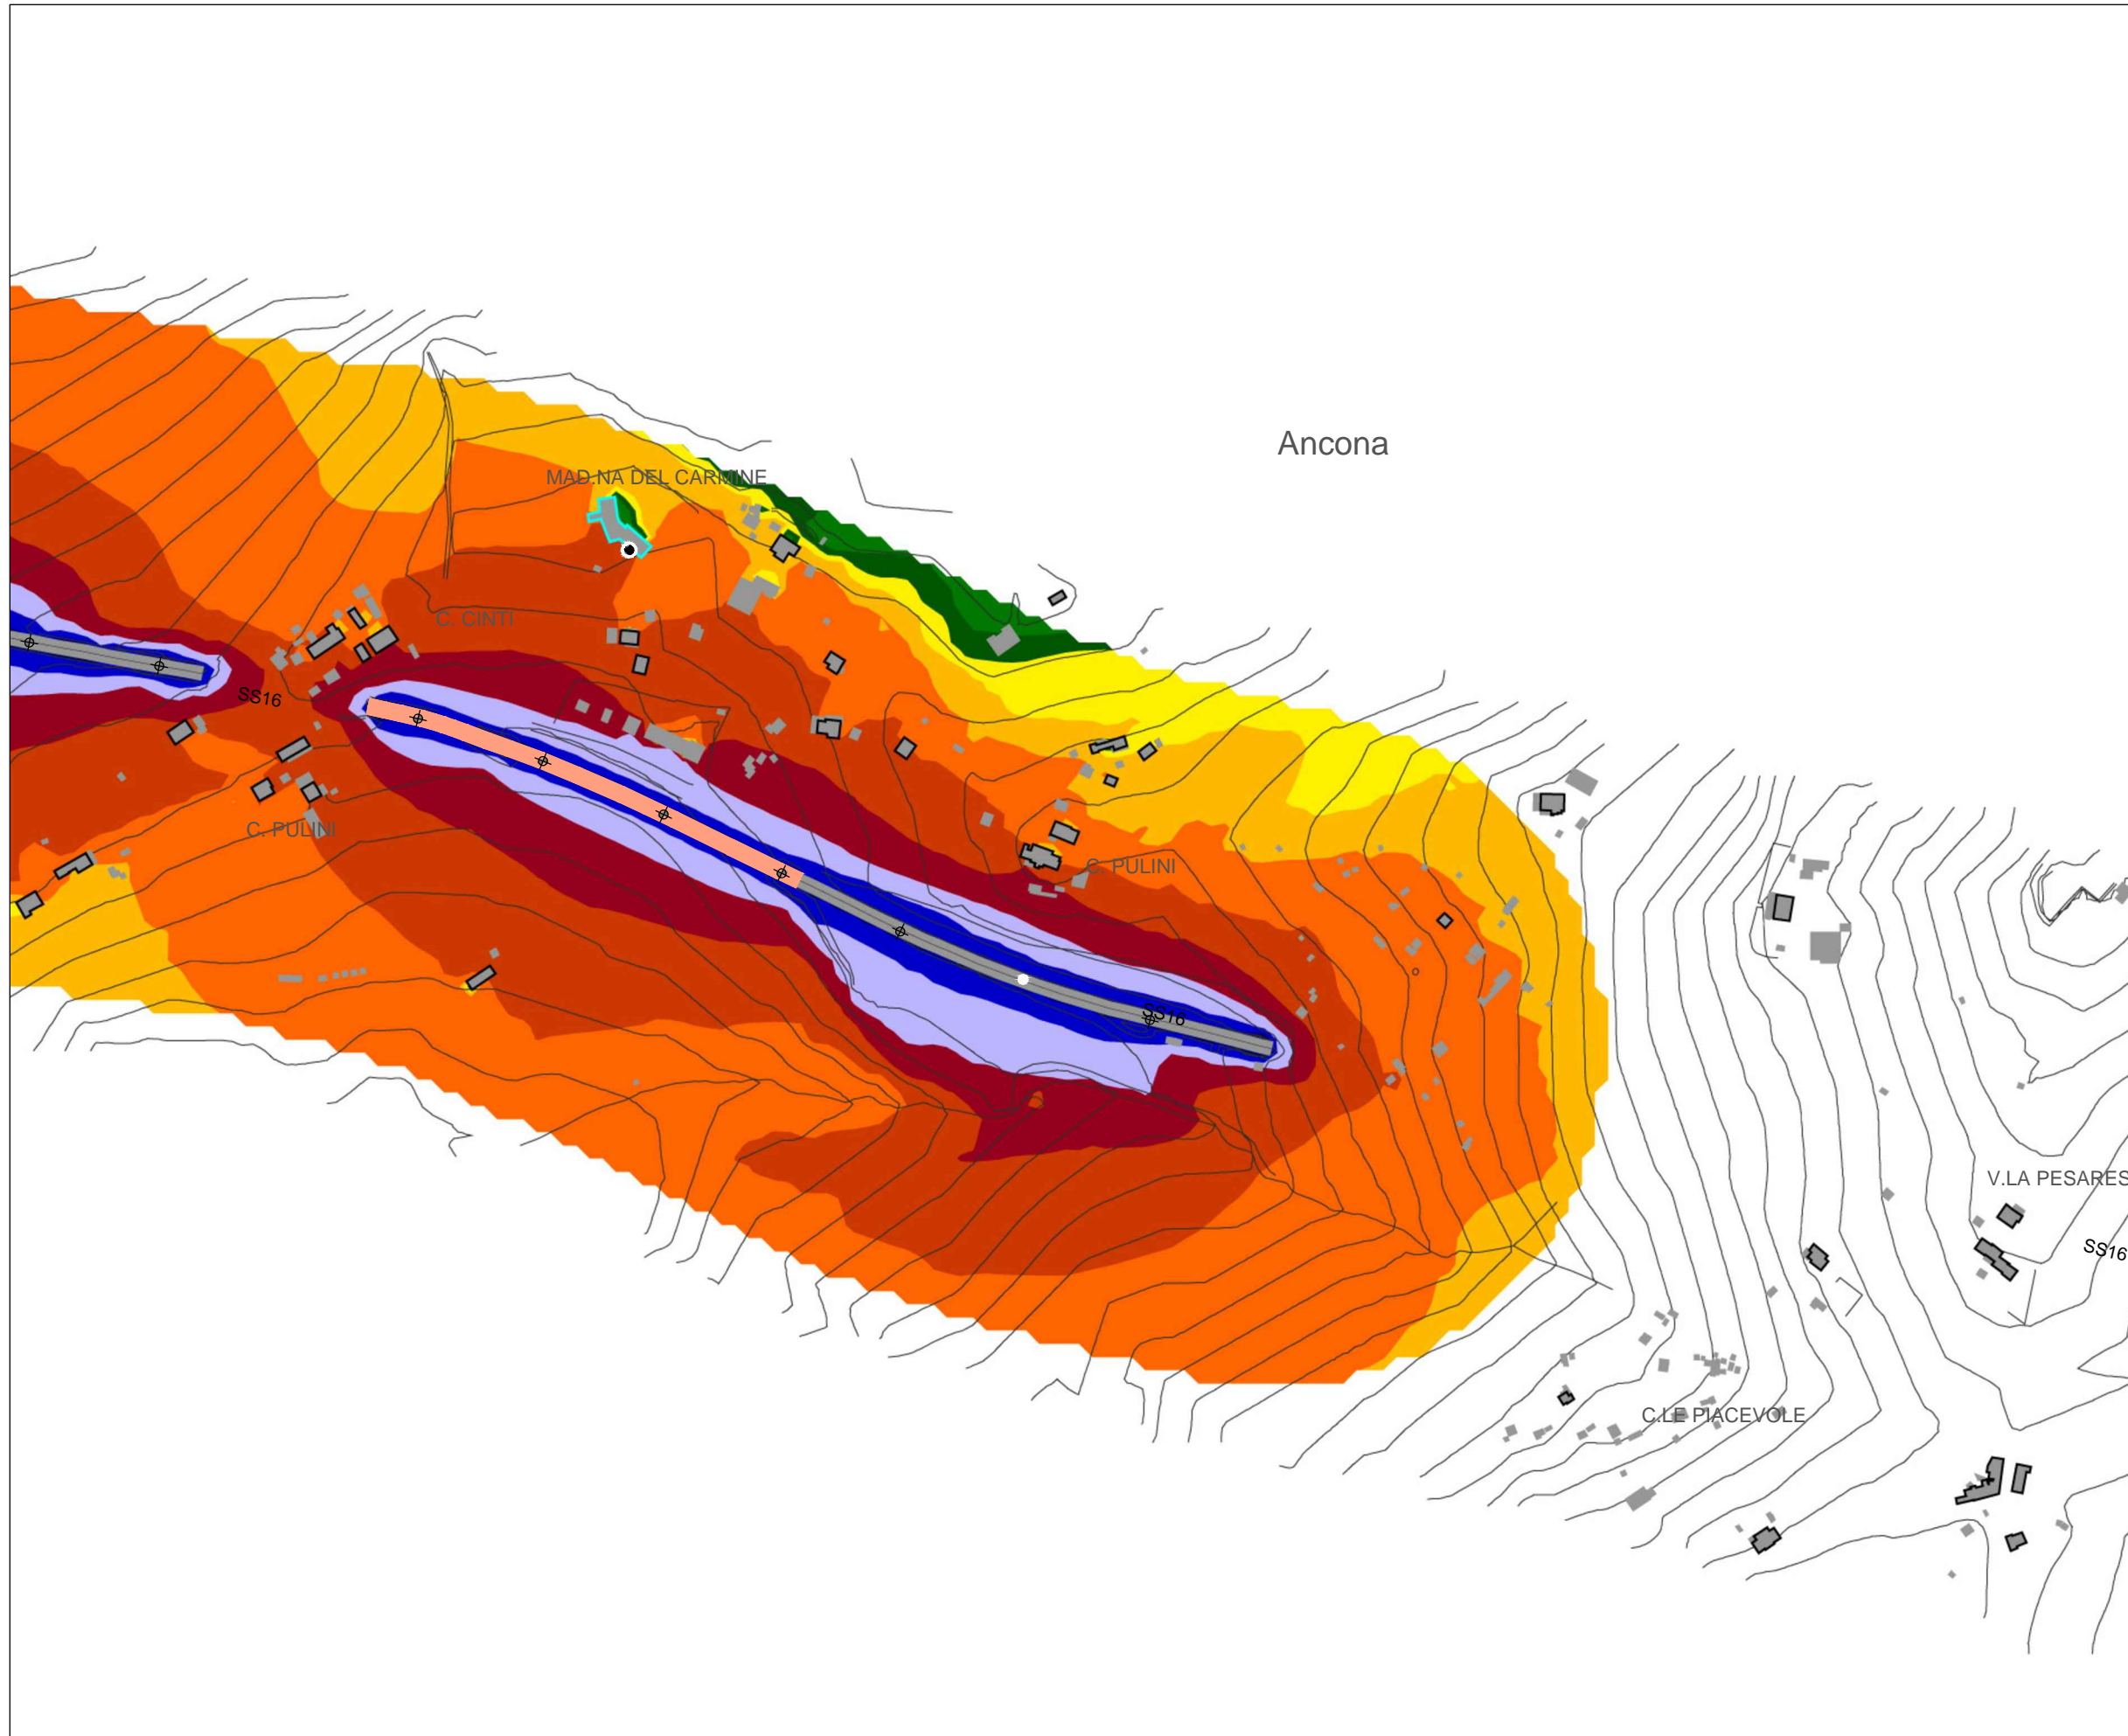 Ancona
MAD.NA DEL CARMINE
C. CINTI
SS16
C. PULINI
C. PULINI
SS16
V.LA PESARES
SS16
C.LE PIACEVOLE